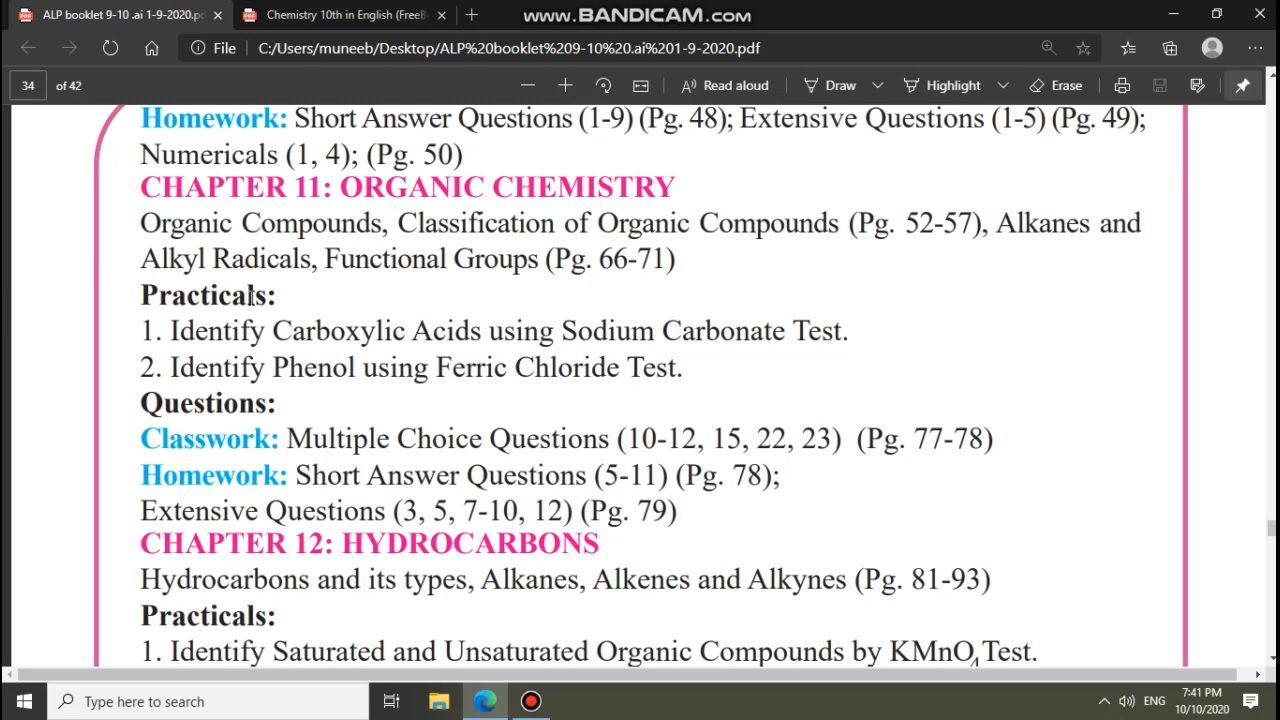 ALP booklet 9-10 .ai 1-9-2020.pd
Chemistry 10th in English (FreeB
www.BANDICAM.com
File C:/Users/muneeb/Desktop/ALP%20booklet%209-10%20.ai%201-9-2020.pdf
34 of 42 Read aloud Draw Highlight Erase
Homework: Short Answer Questions (1-9) (Pg. 48); Extensive Questions (1-5) (Pg. 49);
Numericals (1, 4); (Pg. 50)
CHAPTER 11: ORGANIC CHEMISTRY
Organic Compounds, Classification of Organic Compounds (Pg. 52-57), Alkanes and
Alkyl Radicals, Functional Groups (Pg. 66-71)
Practicals:
1. Identify Carboxylic Acids using Sodium Carbonate Test.
2. Identify Phenol using Ferric Chloride Test.
Questions:
Classwork: Multiple Choice Questions (10-12, 15, 22, 23) (Pg. 77-78)
Homework: Short Answer Questions (5-11) (Pg. 78);
Extensive Questions (3, 5, 7-10, 12) (Pg. 79)
CHAPTER 12: HYDROCARBONS
Hydrocarbons and its types, Alkanes, Alkenes and Alkynes (Pg. 81-93)
Practicals:
1. Identify Saturated and Unsaturated Organic Compounds by KMnO4 Test.
Type here to search
ENG
7:41 PM
10/10/2020